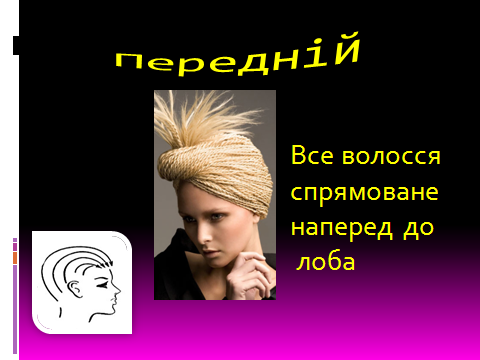 передній
Все волосся
спрямоване
наперед до
лоба